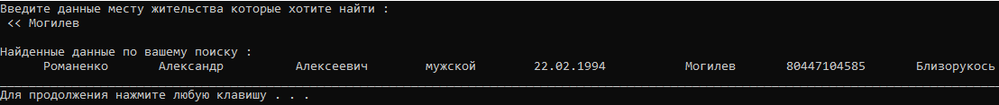 Введите данные месту жительства которые хотите найти :
<< Могилев
Найденные данные по вашему поиску :
Романенко Александр Алексеевич мужской 22.02.1994 Могилев 80447104585 Близорукось
Для продолжения нажмите любую клавишу . . .